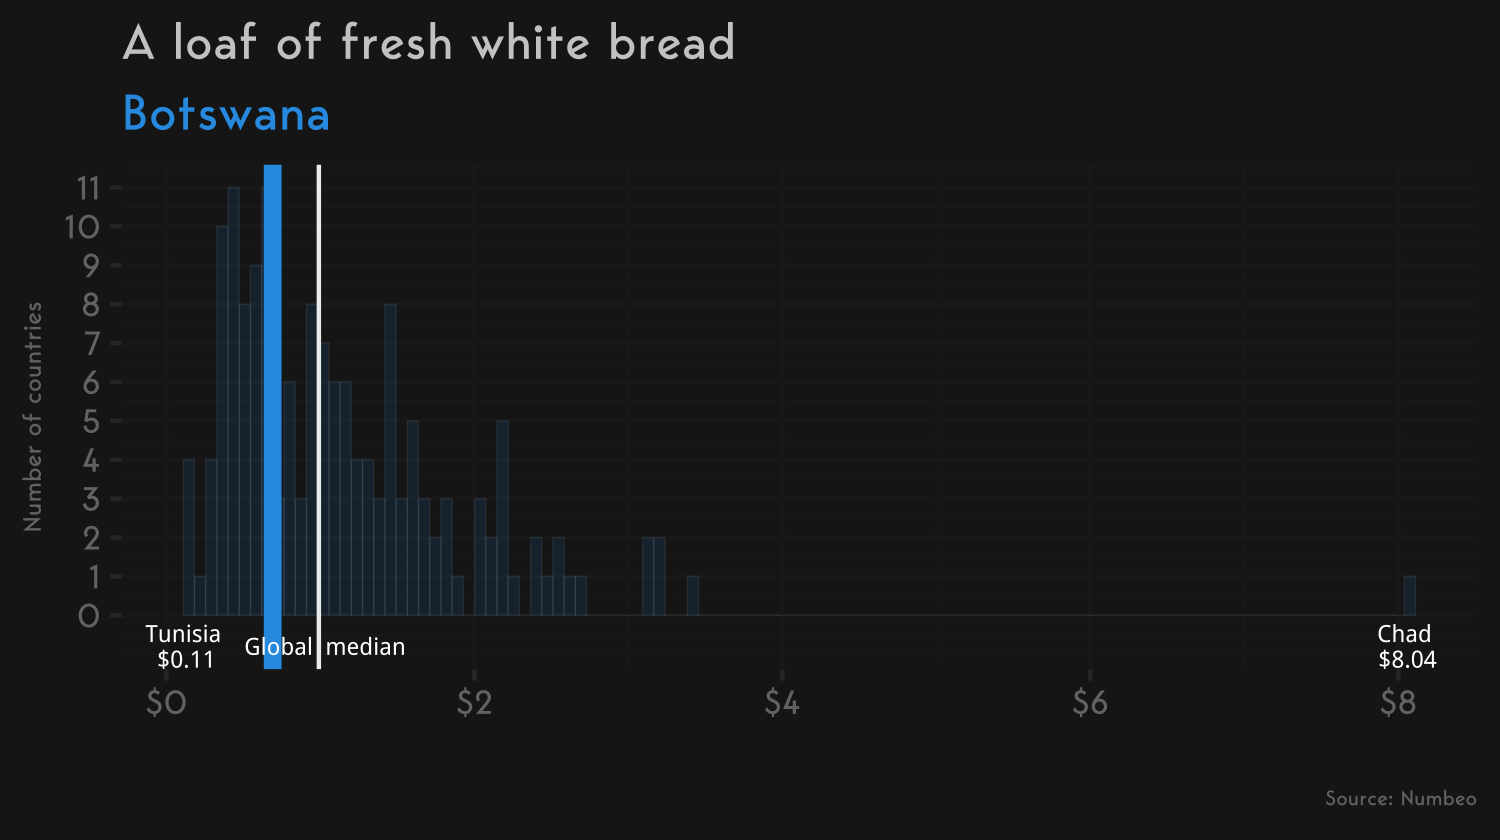 A loaf of fresh white bread
Botswana
Number of countries
11
10
9
8
7
6
5
4
3
2
1
0
Tunisia
$0.11
Global median
Chad
$8.04
$0 $2 $4 $6 $8
Source: Numbeo